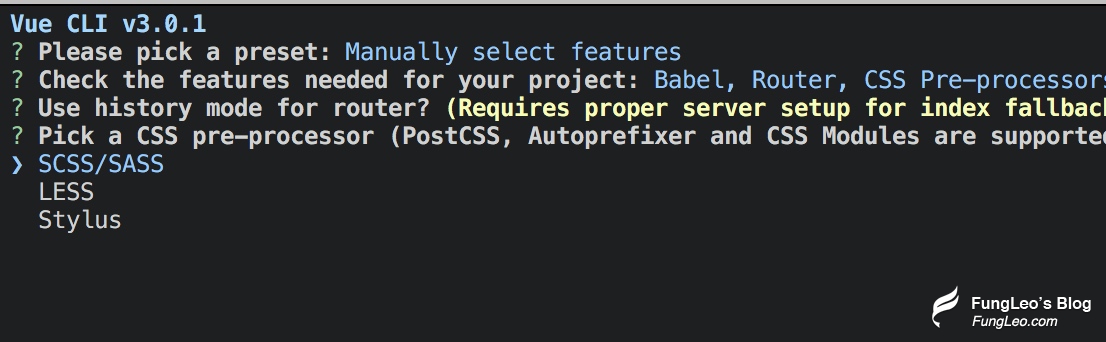 Vue CLI v3.0.1
? Please pick a preset: Manually select features
? Check the features needed for your project: Babel, Router, CSS Pre-processors
? Use history mode for router? (Requires proper server setup for index fallback
? Pick a CSS pre-processor (PostCSS, Autoprefixer and CSS Modules are supported
❯ SCSS/SASS
LESS
Stylus
FungLeo's Blog
FungLeo.com